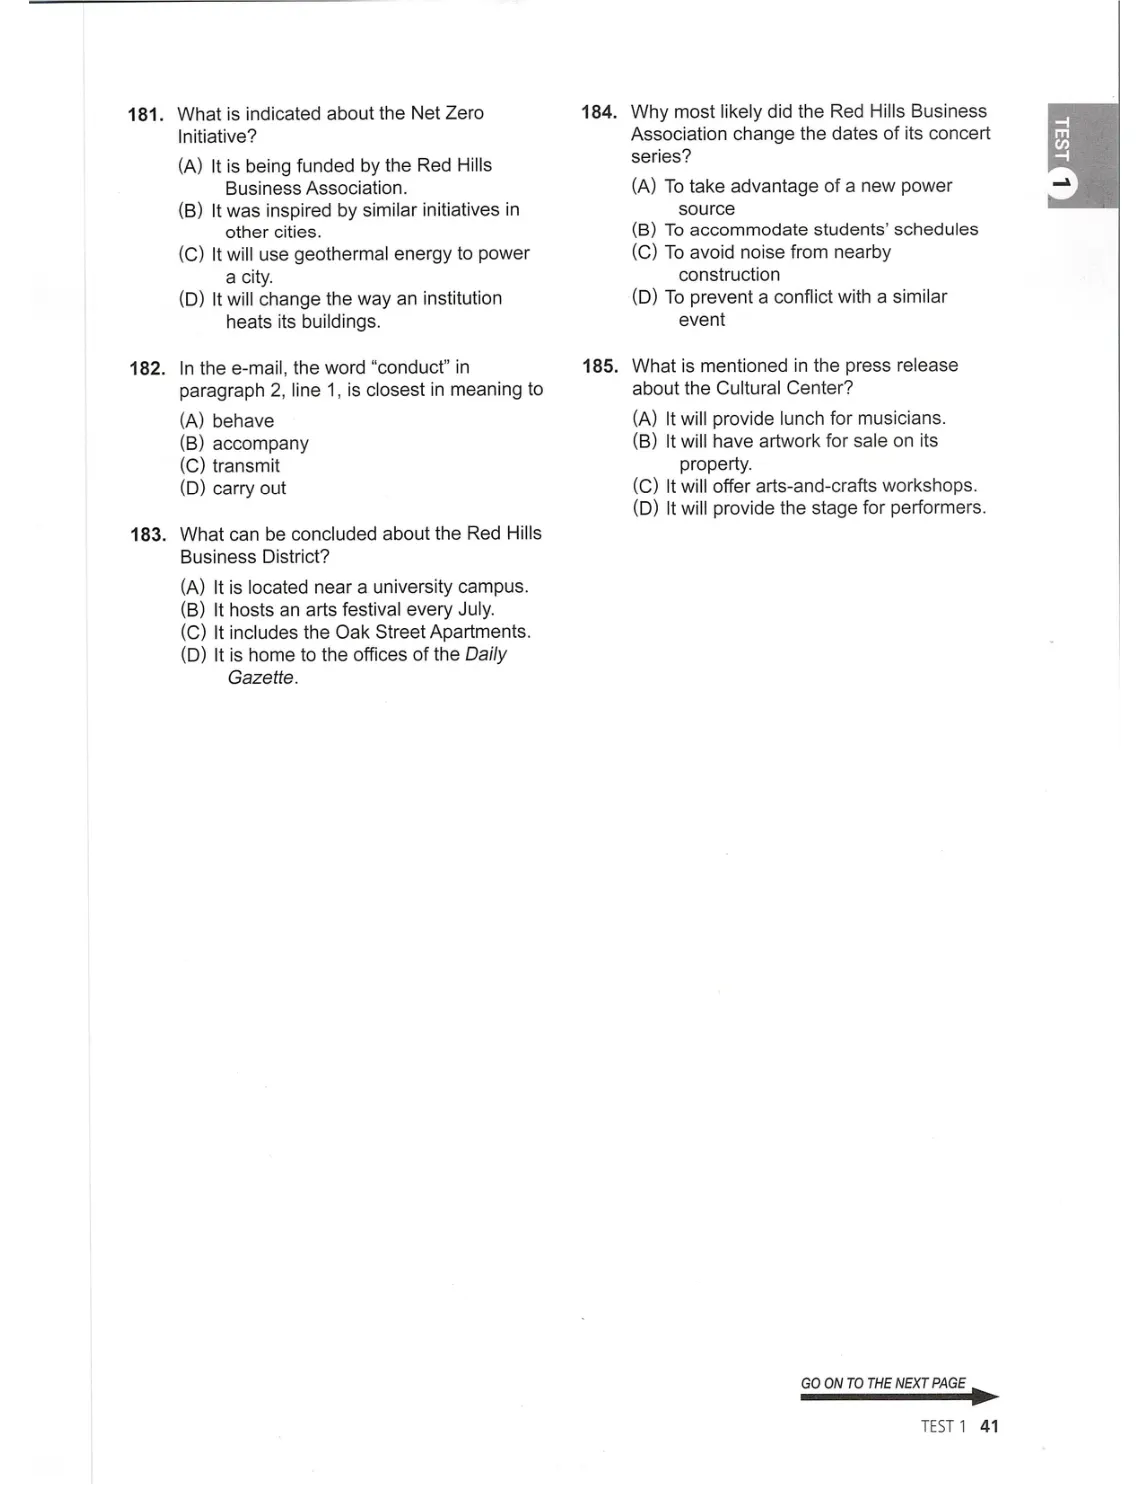 181. What is indicated about the Net Zero
Initiative?
(A) It is being funded by the Red Hills
Business Association.
(B) It was inspired by similar initiatives in
other cities.
(C) It will use geothermal energy to power
a city.
(D) It will change the way an institution
heats its buildings.
182. In the e-mail, the word “conduct” in
paragraph 2, line 1, is closest in meaning to
(A) behave
(B) accompany
(C) transmit
(D) carry out
183. What can be concluded about the Red Hills
Business District?
(A) It is located near a university campus.
(B) It hosts an arts festival every July.
(C) It includes the Oak Street Apartments.
(D) It is home to the offices of the Daily
Gazette.
184. Why most likely did the Red Hills Business
Association change the dates of its concert
series?
(A) To take advantage of a new power
source
(B) To accommodate students’ schedules
(C) To avoid noise from nearby
construction
(D) To prevent a conflict with a similar
event
185. What is mentioned in the press release
about the Cultural Center?
(A) It will provide lunch for musicians.
(B) It will have artwork for sale on its
property.
(C) It will offer arts-and-crafts workshops.
(D) It will provide the stage for performers.
TEST 1
GO ON TO THE NEXT PAGE
TEST 1 41